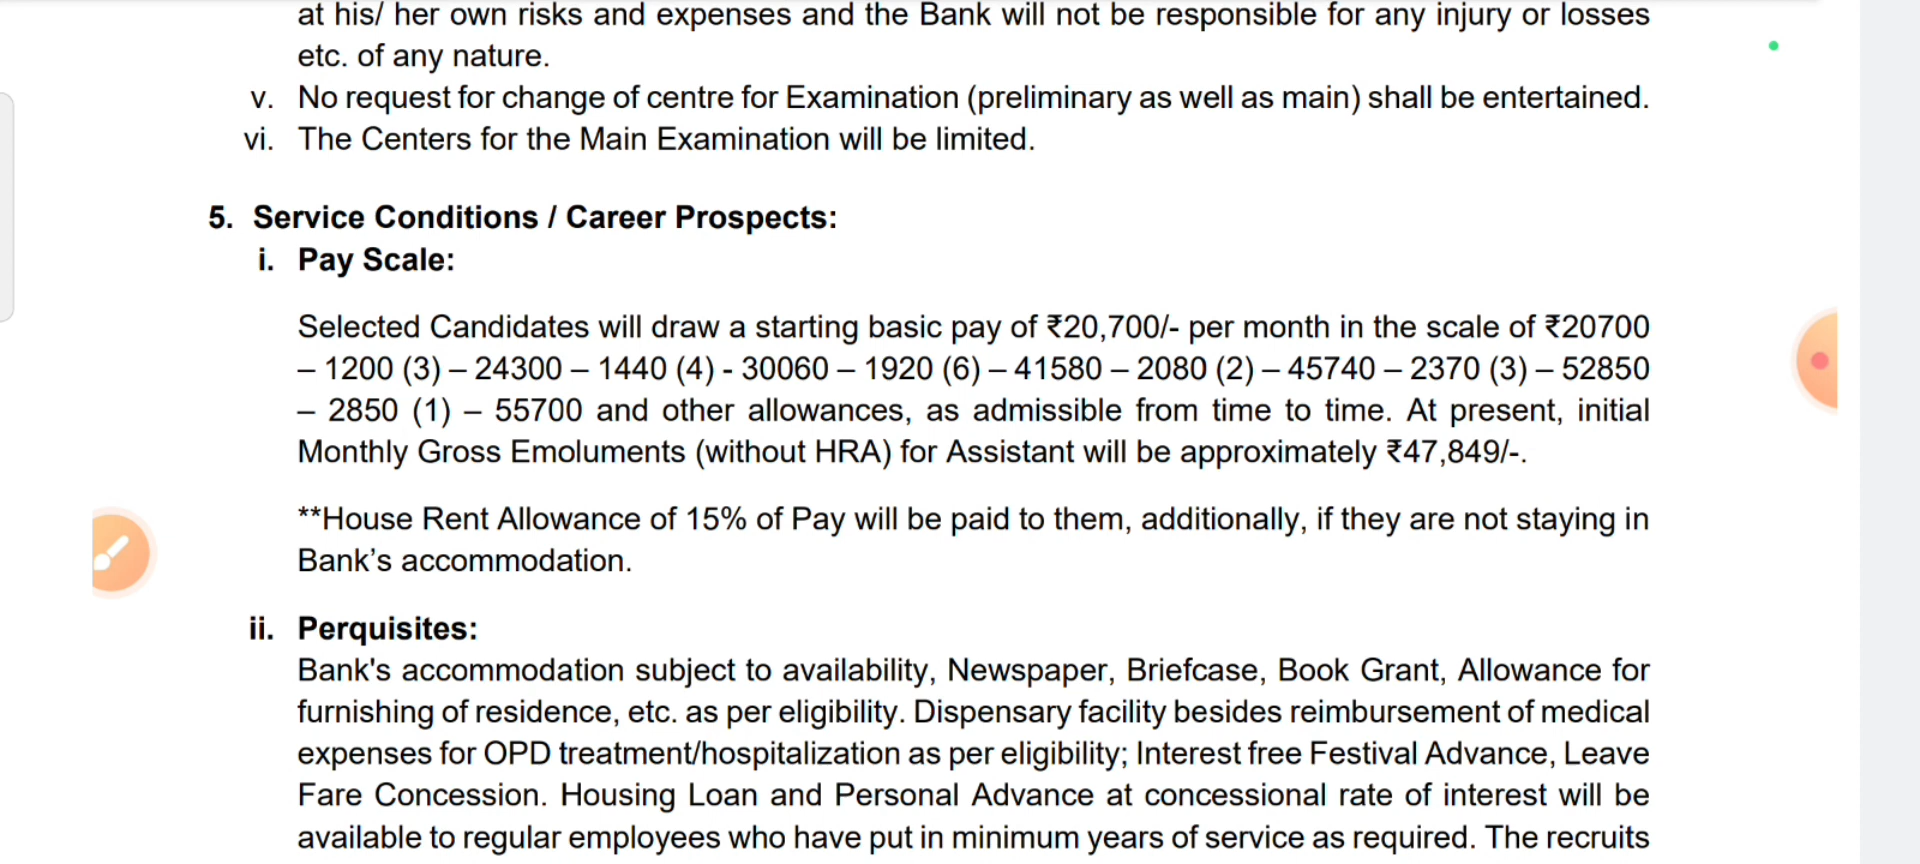 at his/ her own risks and expenses and the Bank will not be responsible for any injury or losses
etc. of any nature.
v. No request for change of centre for Examination (preliminary as well as main) shall be entertained.
vi. The Centers for the Main Examination will be limited.
5. Service Conditions / Career Prospects:
i. Pay Scale:
Selected Candidates will draw a starting basic pay of ₹20,700/- per month in the scale of ₹20700
– 1200 (3) – 24300 – 1440 (4) - 30060 – 1920 (6) – 41580 – 2080 (2) – 45740 – 2370 (3) – 52850
– 2850 (1) – 55700 and other allowances, as admissible from time to time. At present, initial
Monthly Gross Emoluments (without HRA) for Assistant will be approximately ₹47,849/-.
**House Rent Allowance of 15% of Pay will be paid to them, additionally, if they are not staying in
Bank’s accommodation.
ii. Perquisites:
Bank's accommodation subject to availability, Newspaper, Briefcase, Book Grant, Allowance for
furnishing of residence, etc. as per eligibility. Dispensary facility besides reimbursement of medical
expenses for OPD treatment/hospitalization as per eligibility; Interest free Festival Advance, Leave
Fare Concession. Housing Loan and Personal Advance at concessional rate of interest will be
available to regular employees who have put in minimum years of service as required. The recruits